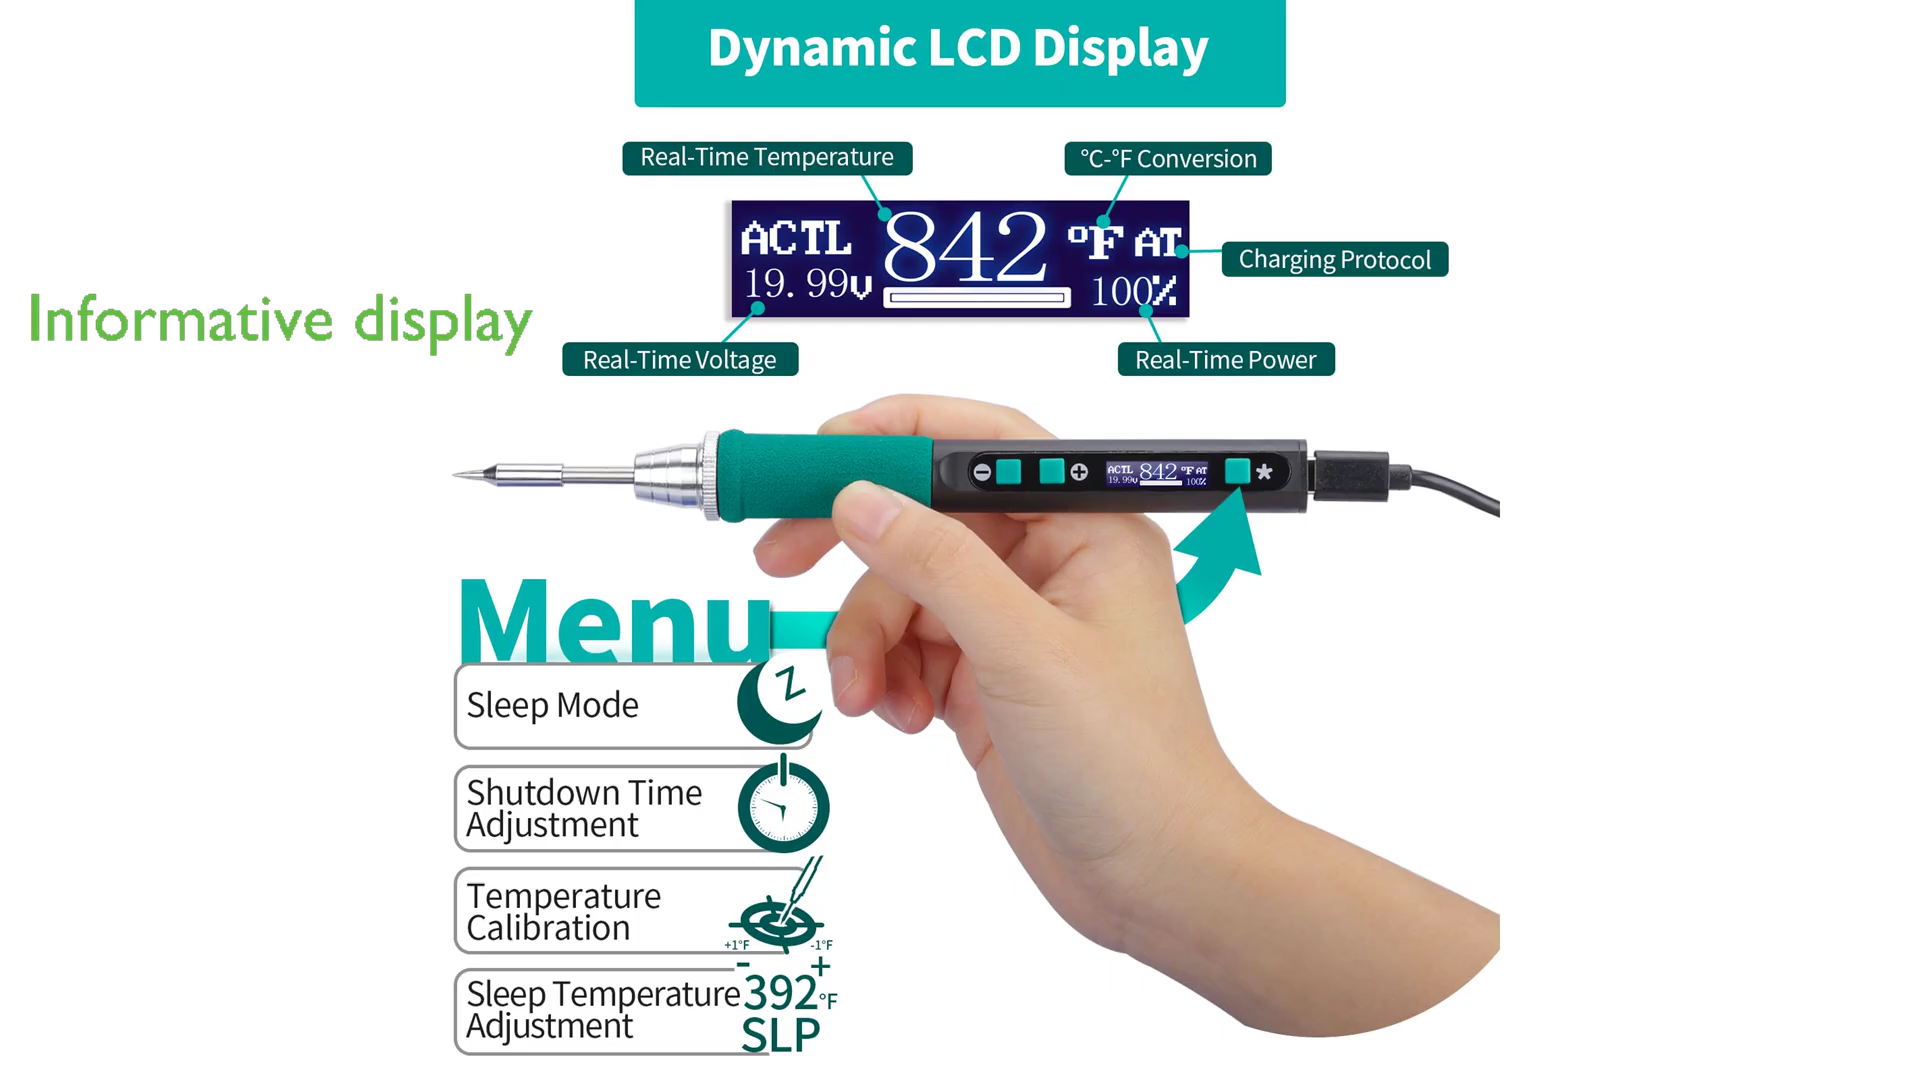 Dynamic LCD Display
Real-Time Temperature
°C-°F Conversion
ACTL 842 °F AT
19.99V 100%
Charging Protocol
Informative display
Real-Time Voltage
Real-Time Power
ACTL 842 °F AT
19.99V 100%
Menu
Z
Sleep Mode
Shutdown Time
Adjustment
Temperature
Calibration
+1°F -1°F
- +
Sleep Temperature 392°F
Adjustment SLP